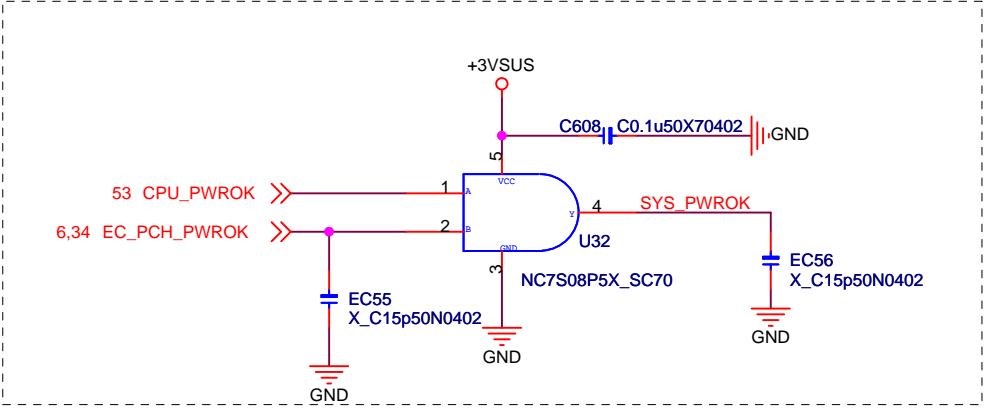 +3VSUS
C608 C0.1u50X70402
GND
5
VCC
53 CPU_PWROK
1
A
6,34 EC_PCH_PWROK
2
B
Y
4
SYS_PWROK
U32
GND
3
NC7S08P5X_SC70
EC55
X_C15p50N0402
EC56
X_C15p50N0402
GND
GND
GND